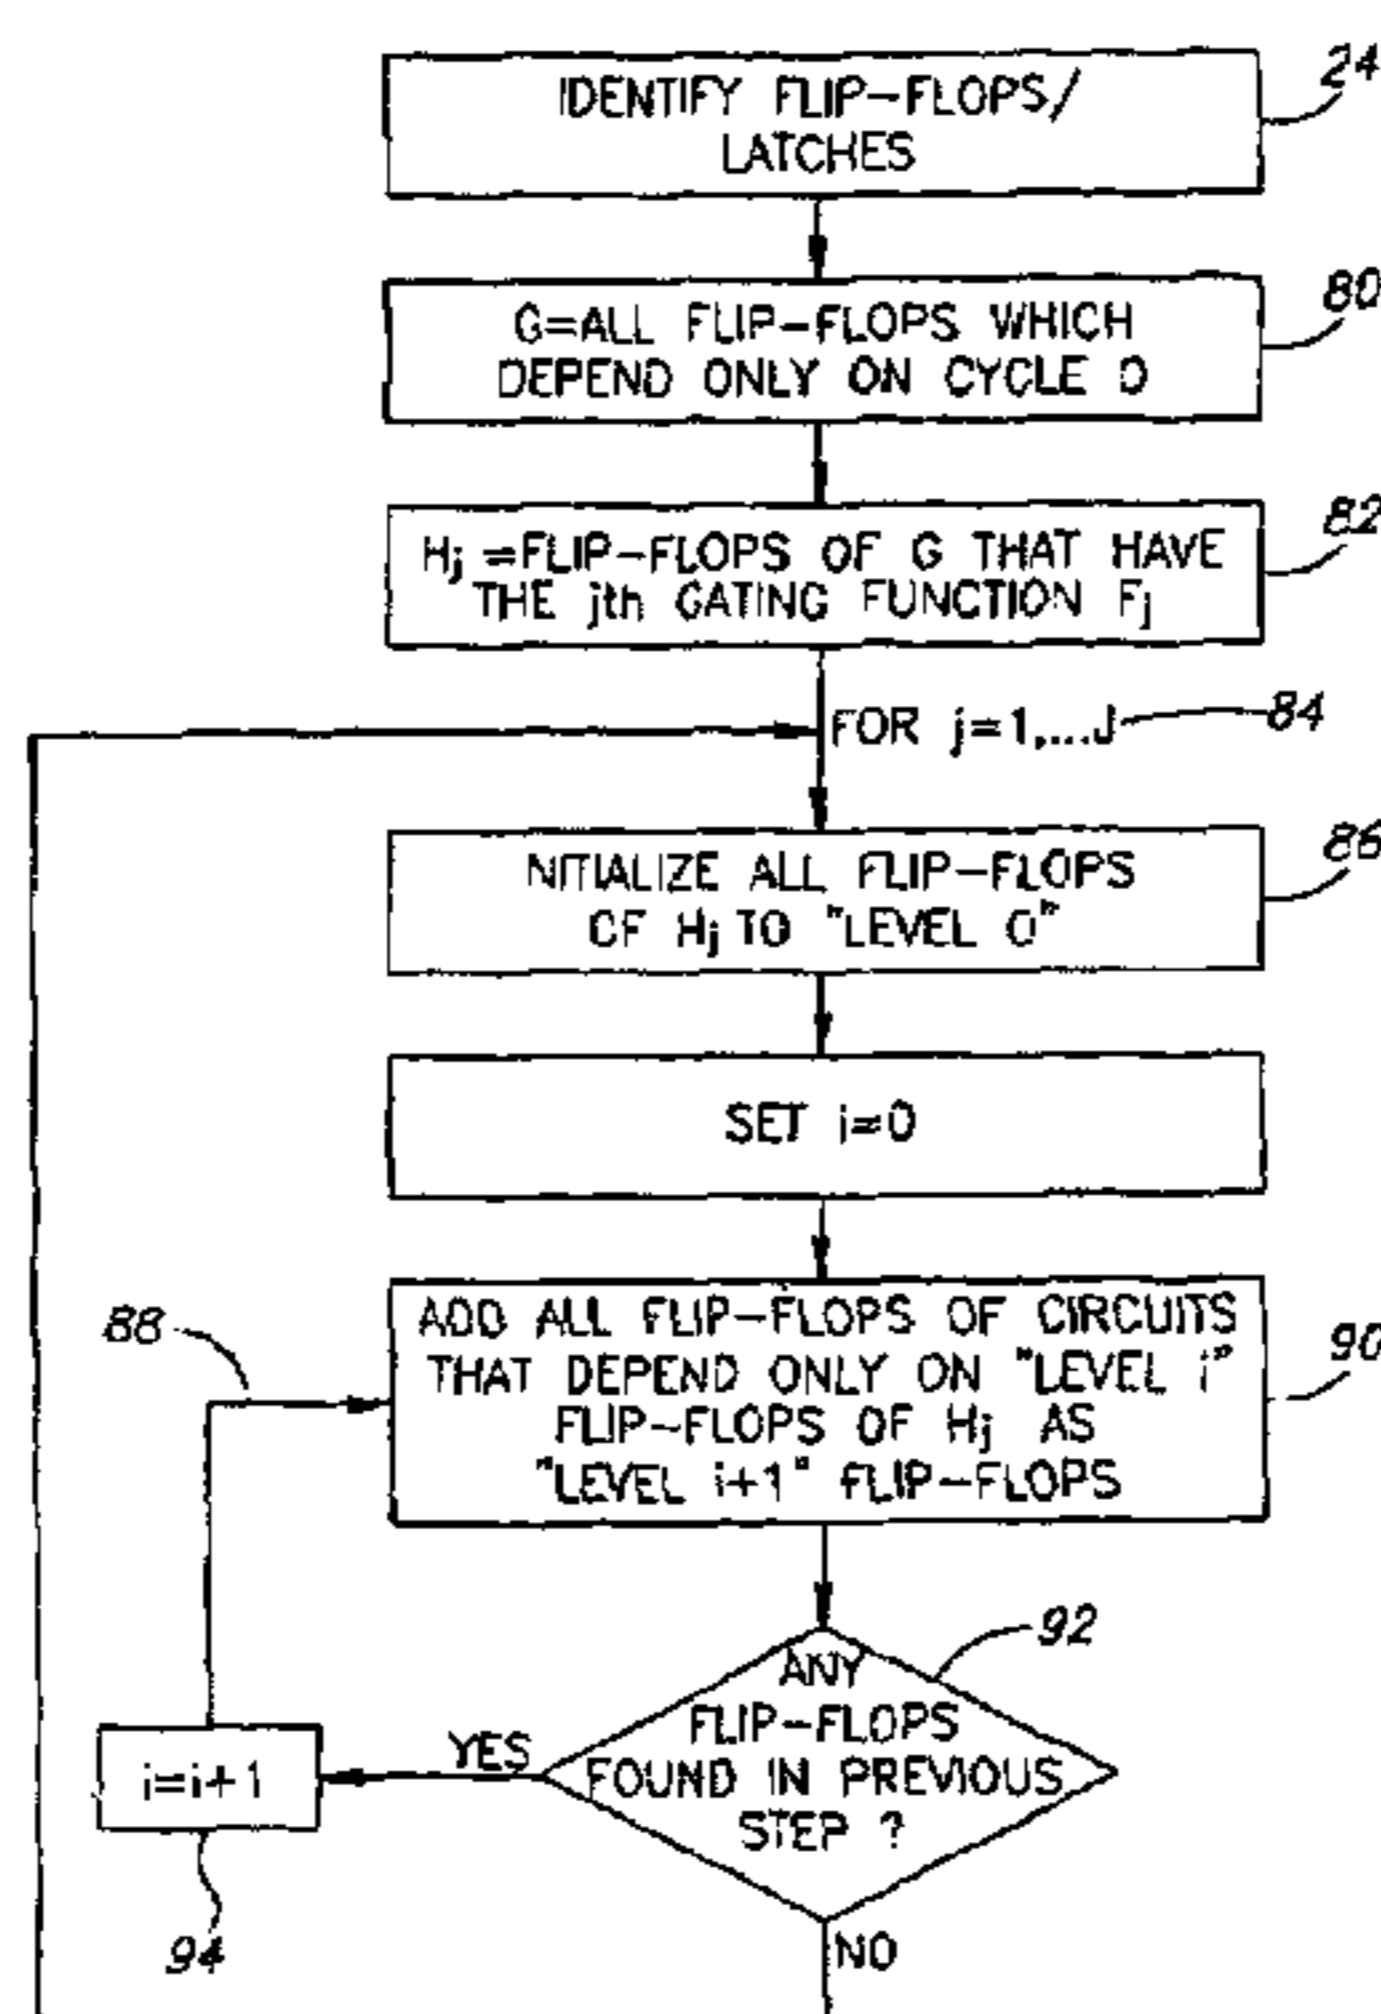 IDENTIFY FLIP-FLOPS/
LATCHES
24
G=ALL FLIP-FLOPS WHICH
DEPEND ONLY ON CYCLE 0
80
Hj =FLIP-FLOPS OF G THAT HAVE
THE jth GATING FUNCTION Fj
82
FOR j=1,...J
84
NITIALIZE ALL FLIP-FLOPS
OF Hj TO "LEVEL 0"
86
SET i=0
88
ADD ALL FLIP-FLOPS OF CIRCUITS
THAT DEPEND ONLY ON "LEVEL i"
FLIP-FLOPS OF Hj AS
"LEVEL i+1" FLIP-FLOPS
90
92
ANY
FLIP-FLOPS
FOUND IN PREVIOUS
STEP ?
YES
i=i+1
94
NO